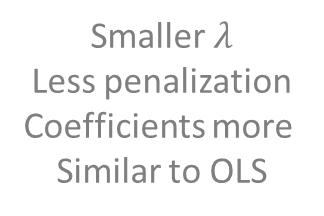 Smaller λ
Less penalization
Coefficients more
Similar to OLS